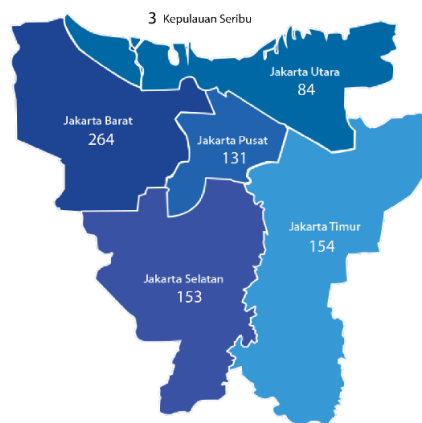 3 Kepulauan Seribu
Jakarta Utara
84
Jakarta Barat
264
Jakarta Pusat
131
Jakarta Timur
154
Jakarta Selatan
153